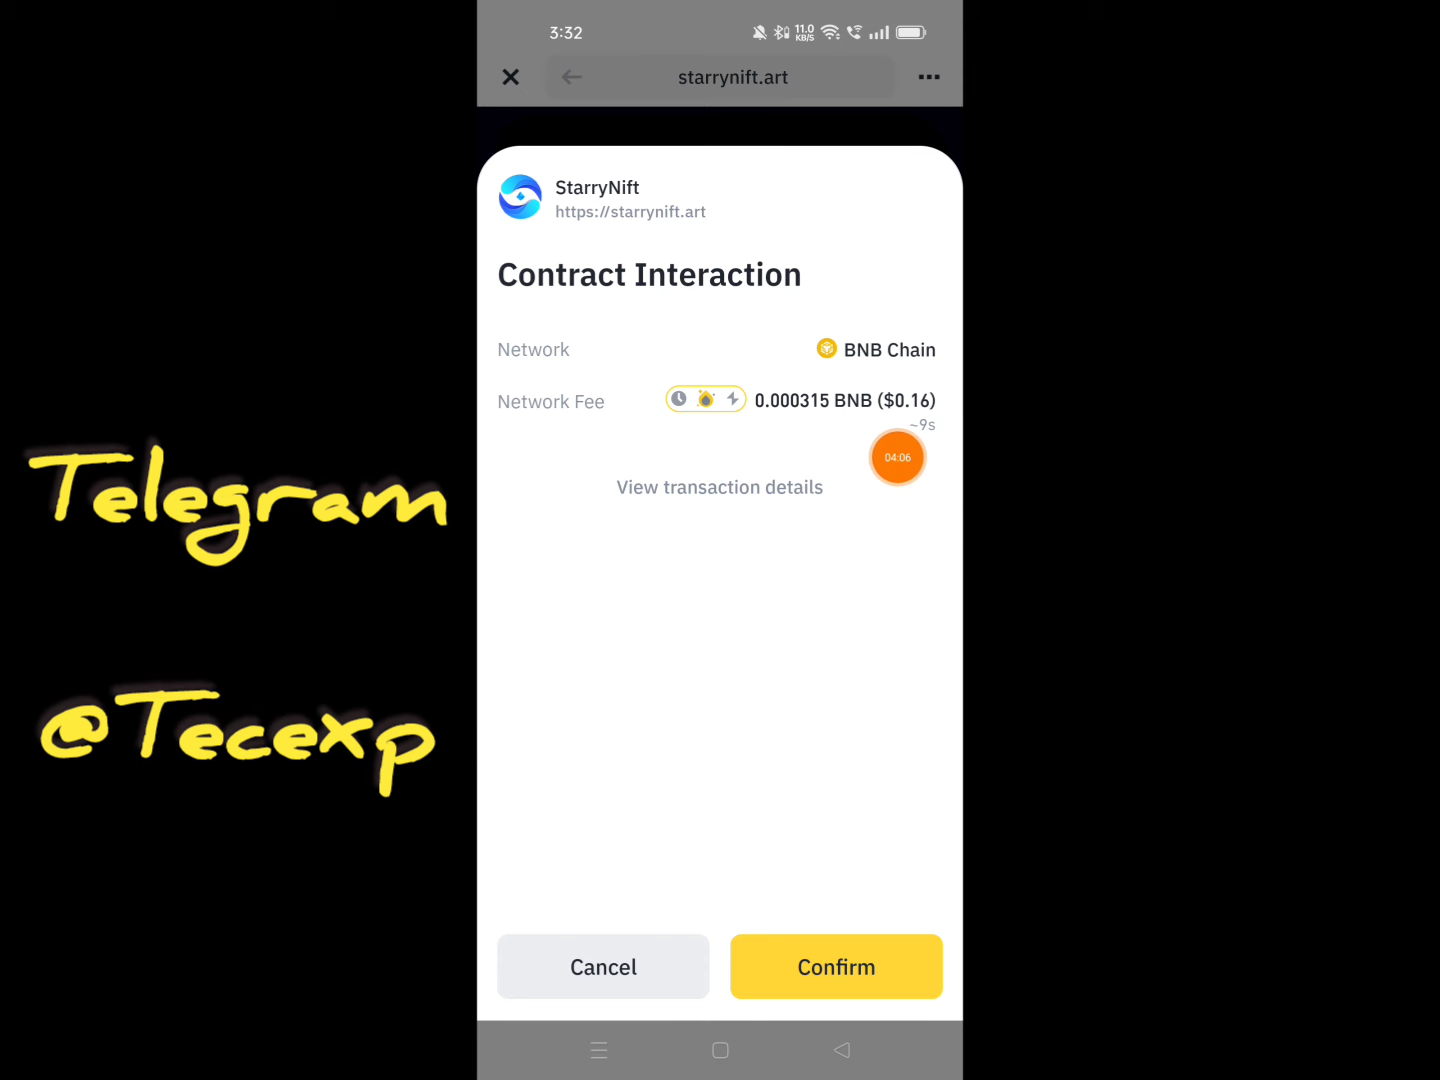 3:32
11.0
KB/S
starrynift.art
StarryNift
https://starrynift.art
Contract Interaction
Network
BNB Chain
Network Fee
0.000315 BNB ($0.16)
~9s
04:06
View transaction details
Telegram
@Tecexp
Cancel
Confirm